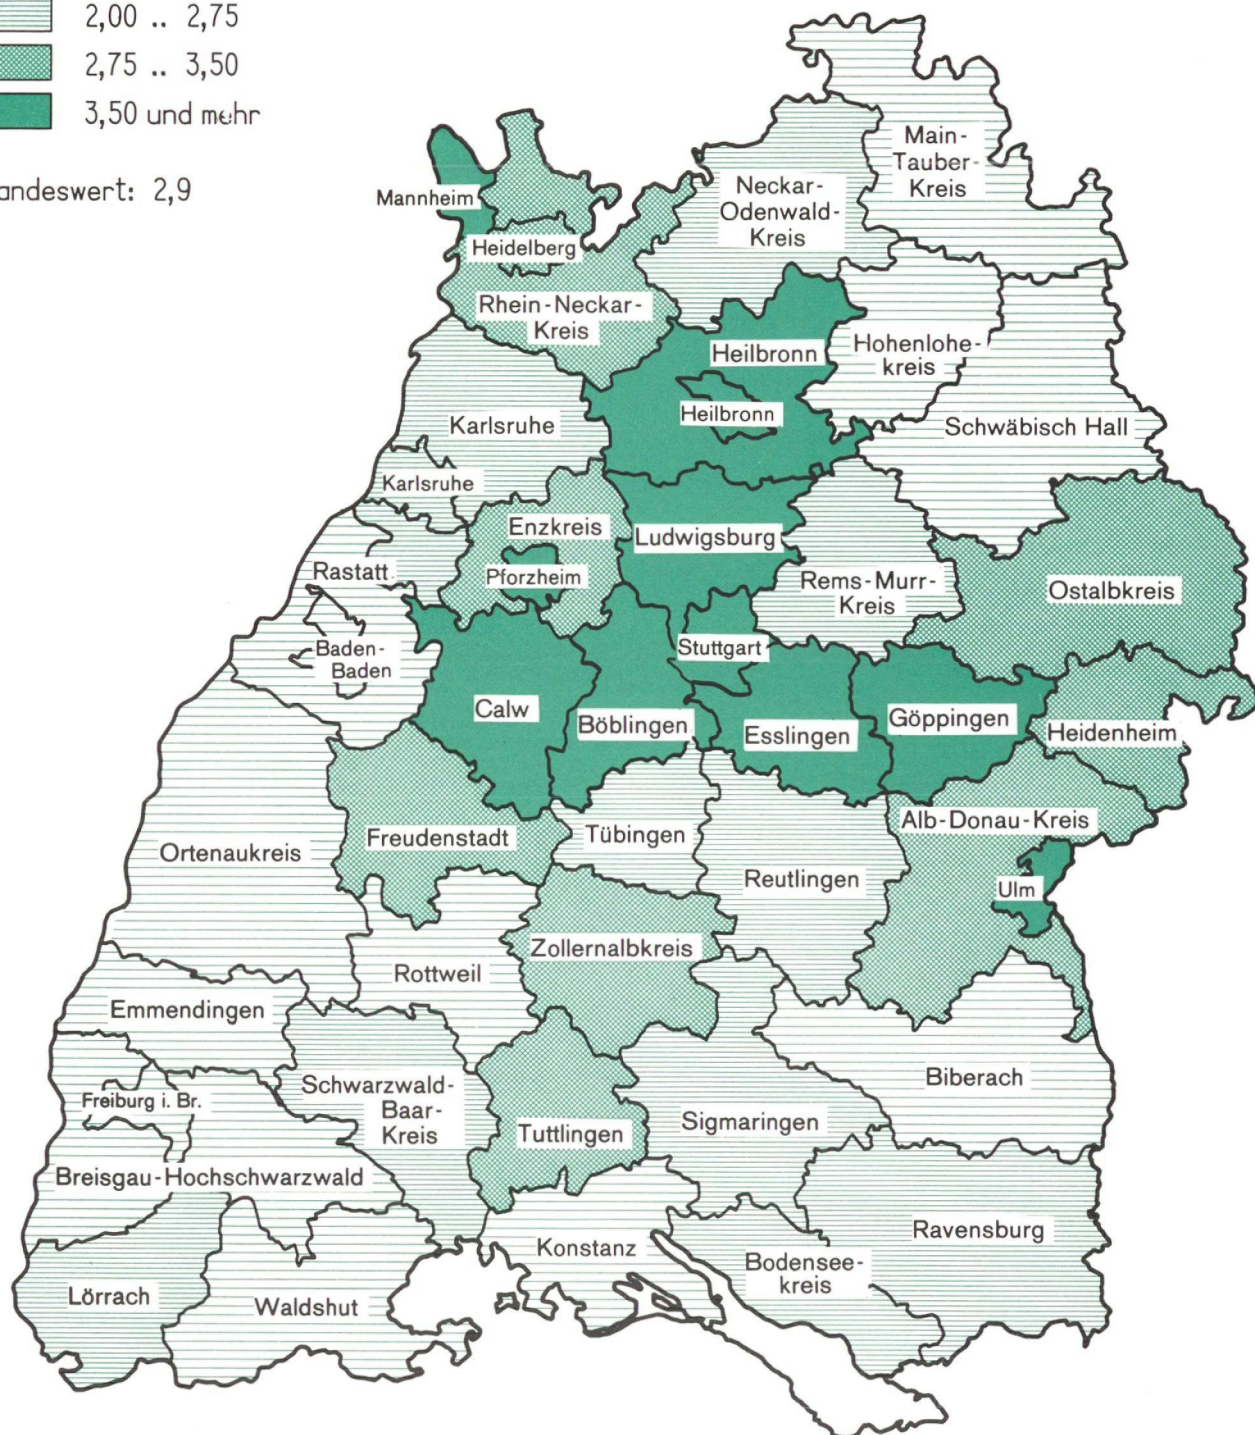 2,00 .. 2,75
2,75 .. 3,50
3,50 und mehr
andeswert: 2,9
Main-
Tauber-
Kreis
Mannheim
Neckar-
Odenwald-
Kreis
Heidelberg
Rhein-Neckar-
Kreis
Heilbronn
Hohenlohe-
kreis
Heilbronn
Karlsruhe
Schwäbisch Hall
Karlsruhe
Enzkreis
Ludwigsburg
Rastatt
Pforzheim
Rems-Murr-
Kreis
Ostalbkreis
Baden-
Baden
Stuttgart
Calw
Böblingen
Esslingen
Göppingen
Heidenheim
Freudenstadt
Tübingen
Alb-Donau-Kreis
Ortenaukreis
Reutlingen
Ulm
Zollernalbkreis
Rottweil
Emmendingen
Biberach
Freiburg i. Br.
Schwarzwald-
Baar-
Kreis
Tuttlingen
Sigmaringen
Breisgau-Hochschwarzwald
Ravensburg
Konstanz
Bodensee-
kreis
Lörrach
Waldshut